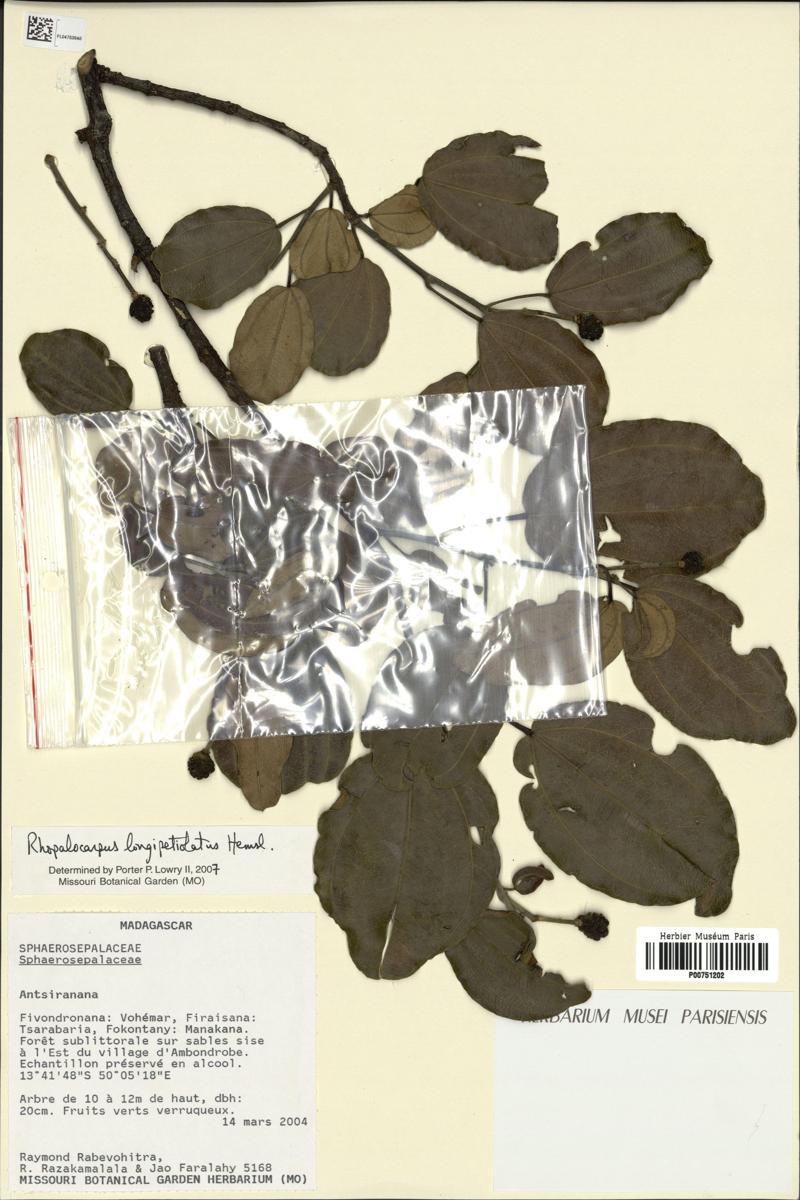 Rhopalocarpus longipetiolatus Hemsl.
Determined by Porter P. Lowry II, 2007
Missouri Botanical Garden (MO)
MADAGASCAR
SPHAEROSEPALACEAE
Sphaerosepalaceae
Antsiranana
Fivondronana: Vohémar, Firaisana:
Tsarabaria, Fokontany: Manakana.
Forêt sublittorale sur sables sise
à l'Est du village d'Ambondrobe.
Echantillon préservé en alcool.
13°41'48"S 50°05'18"E
Arbre de 10 à 12m de haut, dbh:
20cm. Fruits verts verruqueux.
14 mars 2004
Raymond Rabevohitra,
R. Razakamalala & Jao Faralahy 5168
MISSOURI BOTANICAL GARDEN HERBARIUM (MO)
Herbier Muséum Paris
P00751202
HERBARIUM MUSEI PARISIENSIS